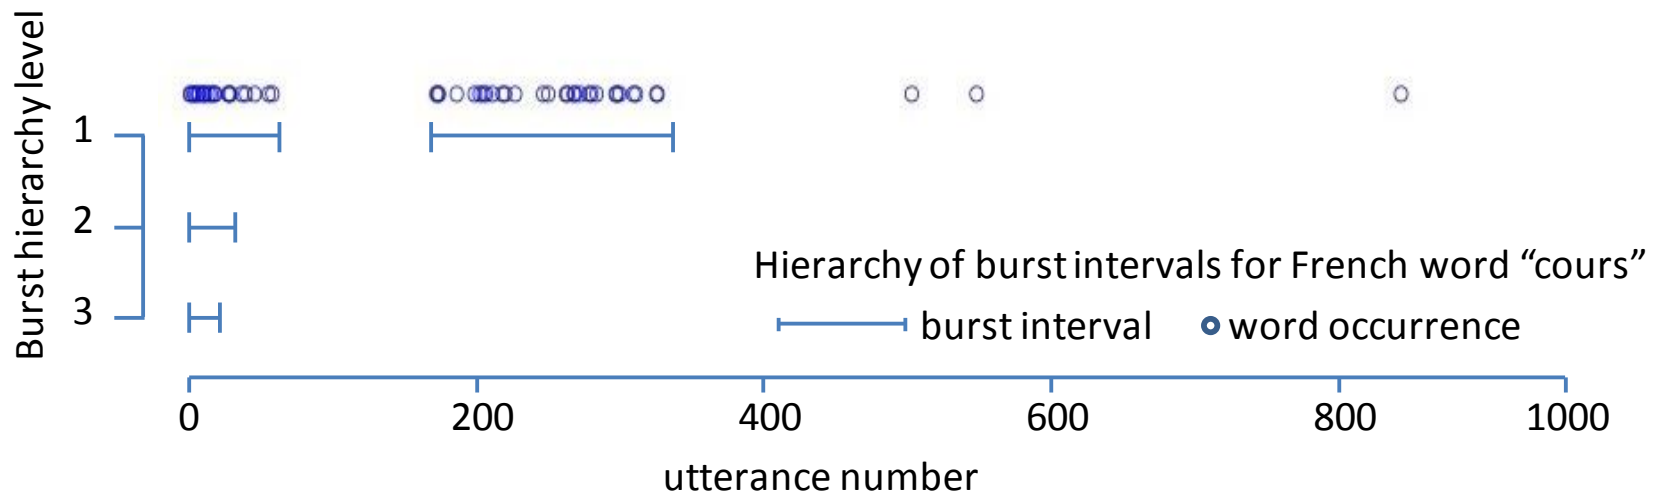 Burst hierarchy level
1
2
3
Hierarchy of burst intervals for French word “cours”
burst interval
word occurrence
0 200 400 600 800 1000
utterance number